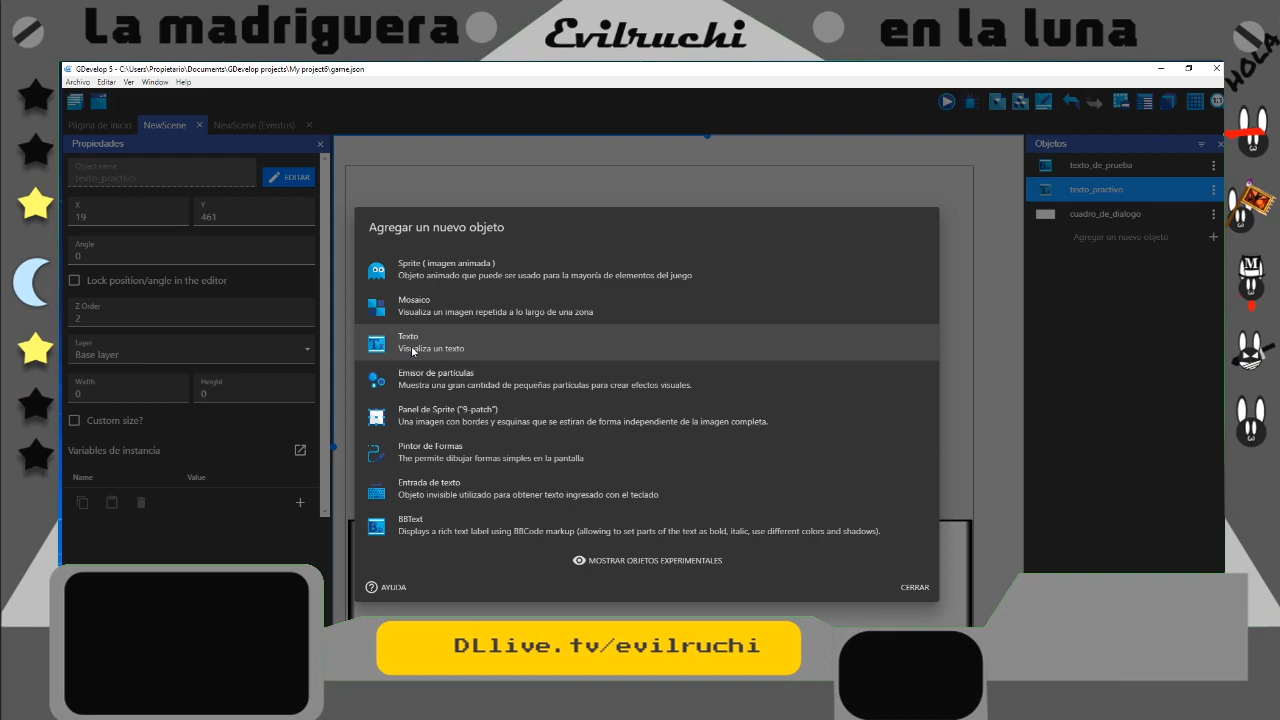 La madriguera
Evilruchi
en la luna
HOLA
GDevelop 5 - C:\Users\Propietario\Documents\GDevelop projects\My project6\game.json
Archivo Editar Ver Window Help
Página de inicio
NewScene
NewScene (Eventos)
Propiedades
Object name
texto_practivo
EDITAR
X
19
Y
461
Angle
0
Lock position/angle in the editor
Z Order
2
Layer
Base layer
Width
0
Height
0
Custom size?
Variables de instancia
Name Value
Agregar un nuevo objeto
Sprite ( imagen animada )
Objeto animado que puede ser usado para la mayoría de elementos del juego
Mosaico
Visualiza un imagen repetida a lo largo de una zona
Texto
Visualiza un texto
Emisor de partículas
Muestra una gran cantidad de pequeñas partículas para crear efectos visuales.
Panel de Sprite ("9-patch")
Una imagen con bordes y esquinas que se estiran de forma independiente de la imagen completa.
Pintor de Formas
The permite dibujar formas simples en la pantalla
Entrada de texto
Objeto invisible utilizado para obtener texto ingresado con el teclado
BBText
Displays a rich text label using BBCode markup (allowing to set parts of the text as bold, italic, use different colors and shadows).
MOSTRAR OBJETOS EXPERIMENTALES
AYUDA
CERRAR
1:1
Objetos
texto_de_prueba
texto_practivo
cuadro_de_dialogo
Agregar un nuevo objeto
M
DLlive.tv/evilruchi